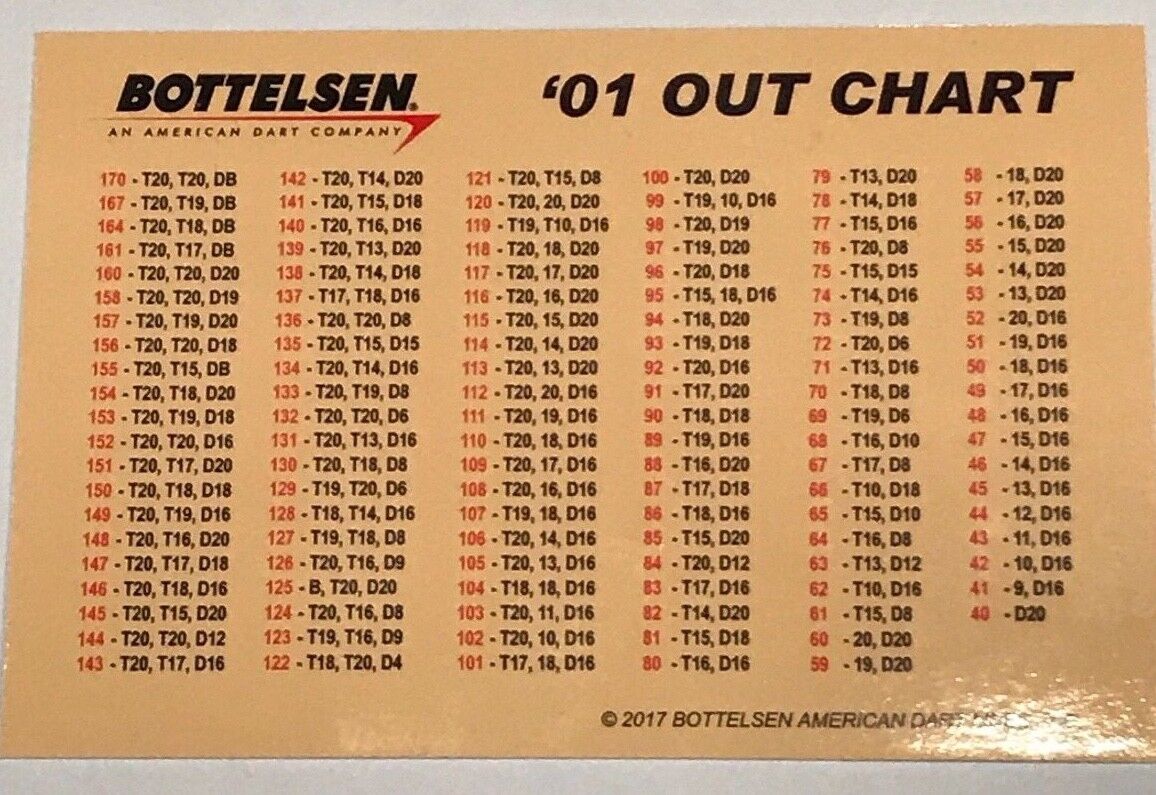 BOTTELSEN®
AN AMERICAN DART COMPANY
'01 OUT CHART
170 - T20, T20, DB
167 - T20, T19, DB
164 - T20, T18, DB
161 - T20, T17, DB
160 - T20, T20, D20
158 - T20, T20, D19
157 - T20, T19, D20
156 - T20, T20, D18
155 - T20, T15, DB
154 - T20, T18, D20
153 - T20, T19, D18
152 - T20, T20, D16
151 - T20, T17, D20
150 - T20, T18, D18
149 - T20, T19, D16
148 - T20, T16, D20
147 - T20, T17, D18
146 - T20, T18, D16
145 - T20, T15, D20
144 - T20, T20, D12
143 - T20, T17, D16
142 - T20, T14, D20
141 - T20, T15, D18
140 - T20, T16, D16
139 - T20, T13, D20
138 - T20, T14, D18
137 - T17, T18, D16
136 - T20, T20, D8
135 - T20, T15, D15
134 - T20, T14, D16
133 - T20, T19, D8
132 - T20, T20, D6
131 - T20, T13, D16
130 - T20, T18, D8
129 - T19, T20, D6
128 - T18, T14, D16
127 - T19, T18, D8
126 - T20, T16, D9
125 - B, T20, D20
124 - T20, T16, D8
123 - T19, T16, D9
122 - T18, T20, D4
121 - T20, T15, D8
120 - T20, 20, D20
119 - T19, T10, D16
118 - T20, 18, D20
117 - T20, 17, D20
116 - T20, 16, D20
115 - T20, 15, D20
114 - T20, 14, D20
113 - T20, 13, D20
112 - T20, 20, D16
111 - T20, 19, D16
110 - T20, 18, D16
109 - T20, 17, D16
108 - T20, 16, D16
107 - T19, 18, D16
106 - T20, 14, D16
105 - T20, 13, D16
104 - T18, 18, D16
103 - T20, 11, D16
102 - T20, 10, D16
101 - T17, 18, D16
100 - T20, D20
99 - T19, 10, D16
98 - T20, D19
97 - T19, D20
96 - T20, D18
95 - T15, 18, D16
94 - T18, D20
93 - T19, D18
92 - T20, D16
91 - T17, D20
90 - T18, D18
89 - T19, D16
88 - T16, D20
87 - T17, D18
86 - T18, D16
85 - T15, D20
84 - T20, D12
83 - T17, D16
82 - T14, D20
81 - T15, D18
80 - T16, D16
79 - T13, D20
78 - T14, D18
77 - T15, D16
76 - T20, D8
75 - T15, D15
74 - T14, D16
73 - T19, D8
72 - T20, D6
71 - T13, D16
70 - T18, D8
69 - T19, D6
68 - T16, D10
67 - T17, D8
66 - T10, D18
65 - T15, D10
64 - T16, D8
63 - T13, D12
62 - T10, D16
61 - T15, D8
60 - 20, D20
59 - 19, D20
58 - 18, D20
57 - 17, D20
56 - 16, D20
55 - 15, D20
54 - 14, D20
53 - 13, D20
52 - 20, D16
51 - 19, D16
50 - 18, D16
49 - 17, D16
48 - 16, D16
47 - 15, D16
46 - 14, D16
45 - 13, D16
44 - 12, D16
43 - 11, D16
42 - 10, D16
41 - 9, D16
40 - D20
© 2017 BOTTELSEN AMERICAN DART